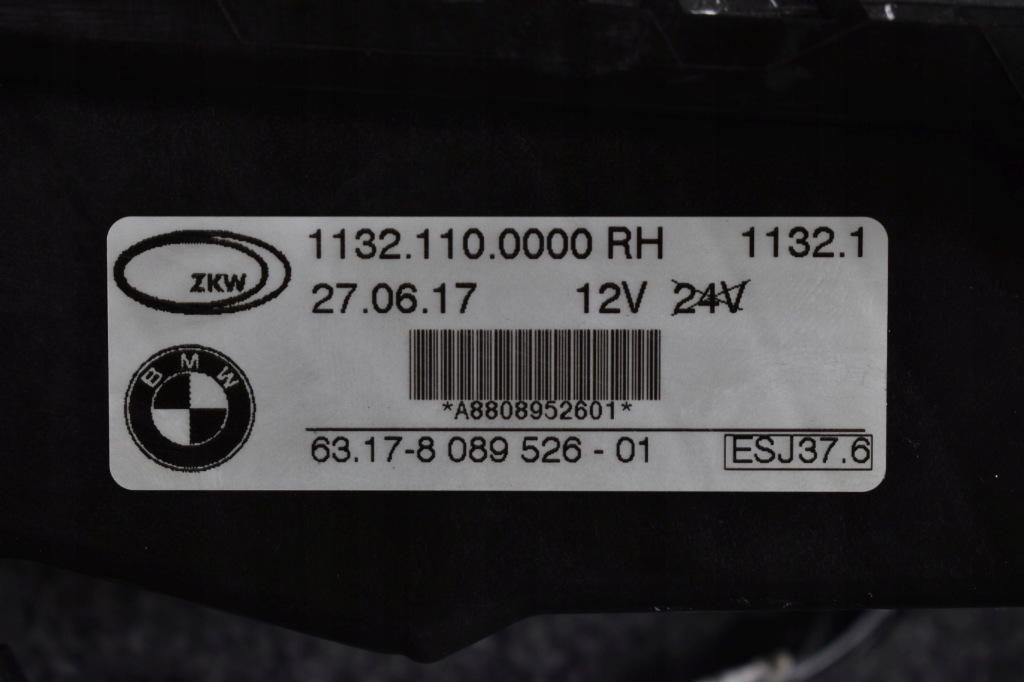 ZKW
1132.110.0000 RH 1132.1
27.06.17 12V 24V
*A8808952601*
BMW
63.17-8 089 526 - 01 ESJ37.6